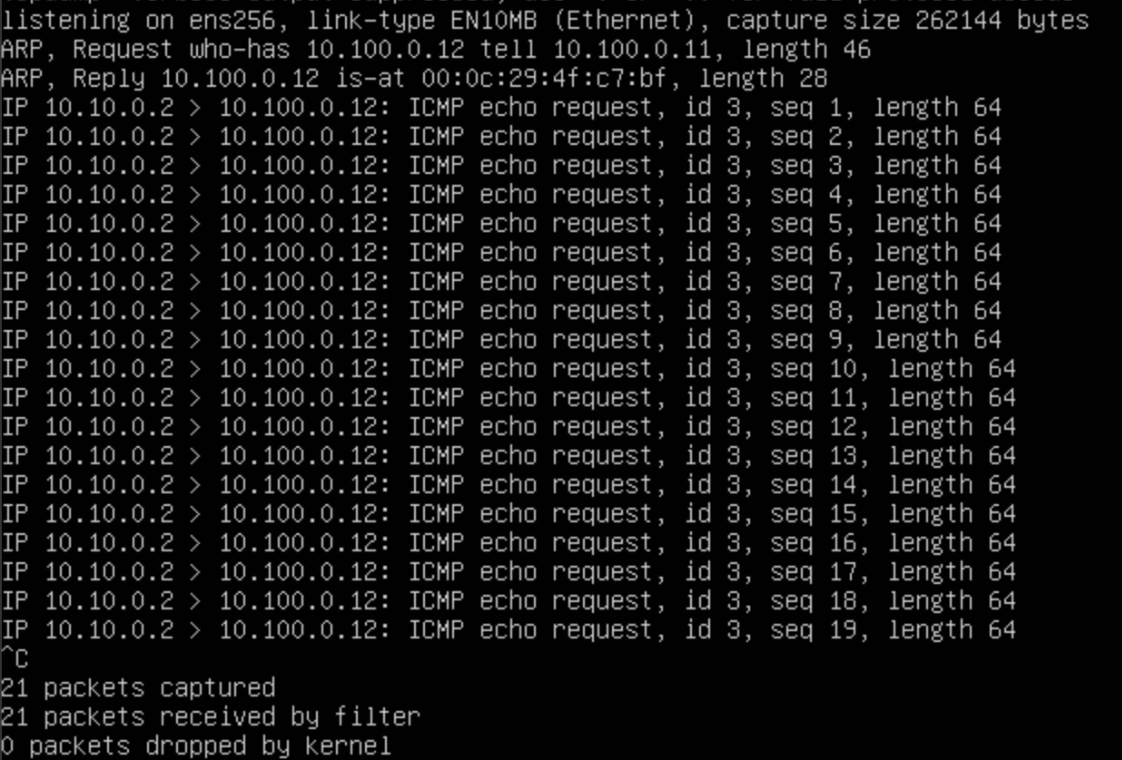 listening on ens256, link-type EN10MB (Ethernet), capture size 262144 bytes
ARP, Request who-has 10.100.0.12 tell 10.100.0.11, length 46
ARP, Reply 10.100.0.12 is-at 00:0c:29:4f:c7:bf, length 28
IP 10.10.0.2 > 10.100.0.12: ICMP echo request, id 3, seq 1, length 64
IP 10.10.0.2 > 10.100.0.12: ICMP echo request, id 3, seq 2, length 64
IP 10.10.0.2 > 10.100.0.12: ICMP echo request, id 3, seq 3, length 64
IP 10.10.0.2 > 10.100.0.12: ICMP echo request, id 3, seq 4, length 64
IP 10.10.0.2 > 10.100.0.12: ICMP echo request, id 3, seq 5, length 64
IP 10.10.0.2 > 10.100.0.12: ICMP echo request, id 3, seq 6, length 64
IP 10.10.0.2 > 10.100.0.12: ICMP echo request, id 3, seq 7, length 64
IP 10.10.0.2 > 10.100.0.12: ICMP echo request, id 3, seq 8, length 64
IP 10.10.0.2 > 10.100.0.12: ICMP echo request, id 3, seq 9, length 64
IP 10.10.0.2 > 10.100.0.12: ICMP echo request, id 3, seq 10, length 64
IP 10.10.0.2 > 10.100.0.12: ICMP echo request, id 3, seq 11, length 64
IP 10.10.0.2 > 10.100.0.12: ICMP echo request, id 3, seq 12, length 64
IP 10.10.0.2 > 10.100.0.12: ICMP echo request, id 3, seq 13, length 64
IP 10.10.0.2 > 10.100.0.12: ICMP echo request, id 3, seq 14, length 64
IP 10.10.0.2 > 10.100.0.12: ICMP echo request, id 3, seq 15, length 64
IP 10.10.0.2 > 10.100.0.12: ICMP echo request, id 3, seq 16, length 64
IP 10.10.0.2 > 10.100.0.12: ICMP echo request, id 3, seq 17, length 64
IP 10.10.0.2 > 10.100.0.12: ICMP echo request, id 3, seq 18, length 64
IP 10.10.0.2 > 10.100.0.12: ICMP echo request, id 3, seq 19, length 64
^C
21 packets captured
21 packets received by filter
0 packets dropped by kernel